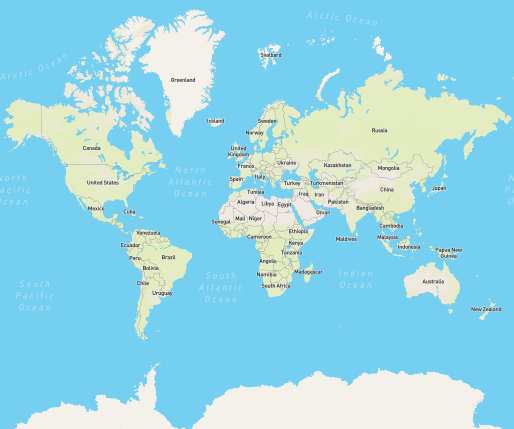 Arctic Ocean
Svalbard
Arctic Ocean
Greenland
Iceland
Sweden
Norway
Russia
Canada
United
Kingdom
Ukraine
France
Kazakhstan
Mongolia
Italy
Spain
United States
Turkey
Turkmenistan
China
Japan
North
Pacific
Ocean
North
Atlantic
Ocean
Tunisia
Iraq
Iran
Algeria
Libya
Egypt
Pakistan
Bangladesh
Mexico
Cuba
Oman
Mali
Niger
Senegal
Cambodia
Venezuela
Cameroon
Ethiopia
Maldives
Malaysia
Ecuador
Kenya
Indonesia
Papua New
Guinea
Peru
Brazil
Tanzania
Angola
Bolivia
Namibia
Madagascar
South
Atlantic
Ocean
Indian
Ocean
South
Pacific
Ocean
Chile
Uruguay
South Africa
Australia
New Zealand